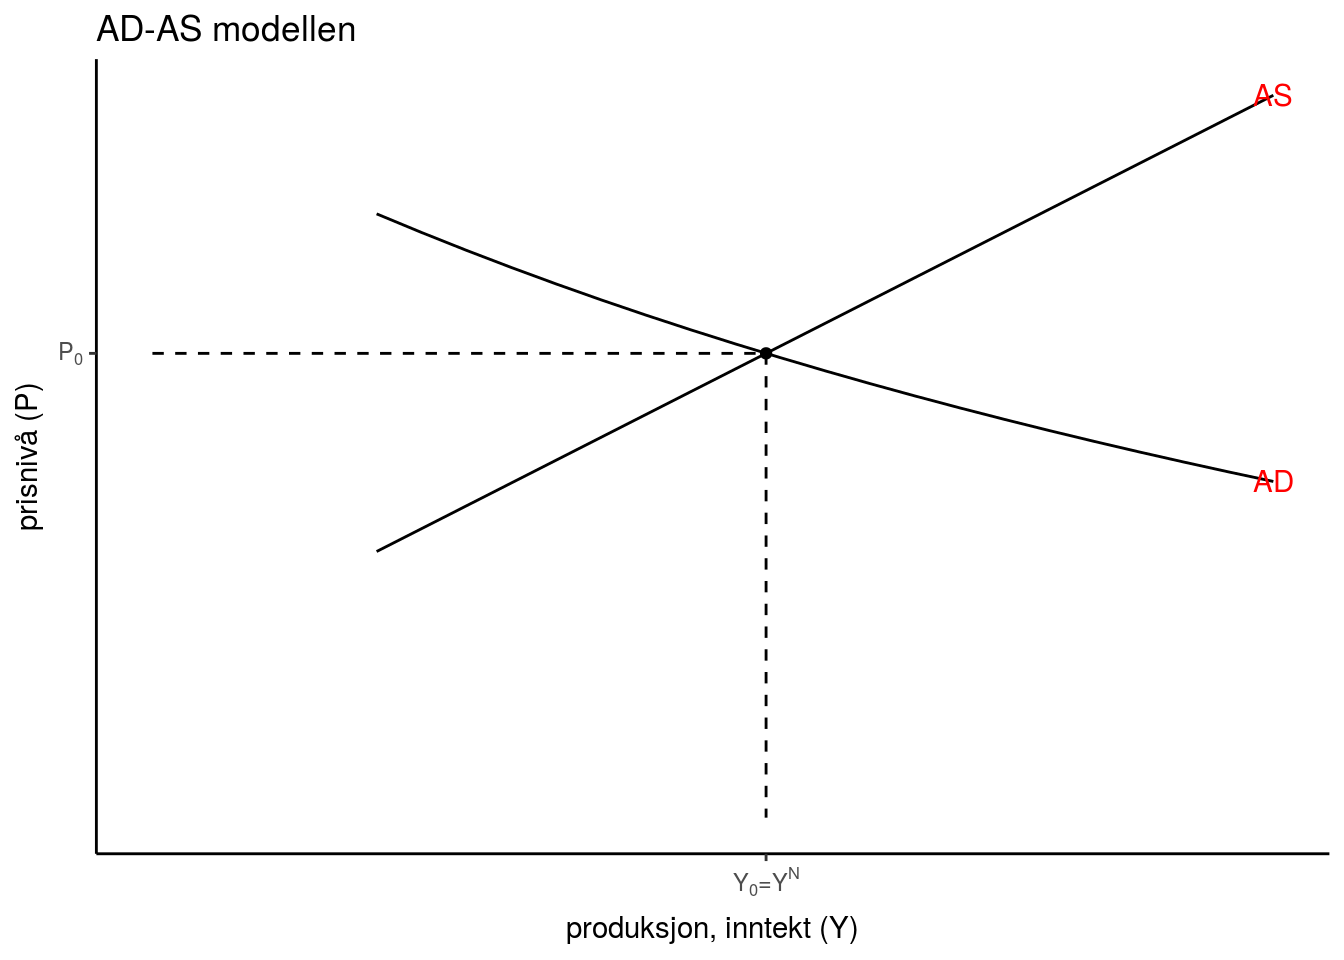 AD-AS modellen
AS
P₀
prisnivå (P)
AD
Y₀=Yᴺ
produksjon, inntekt (Y)